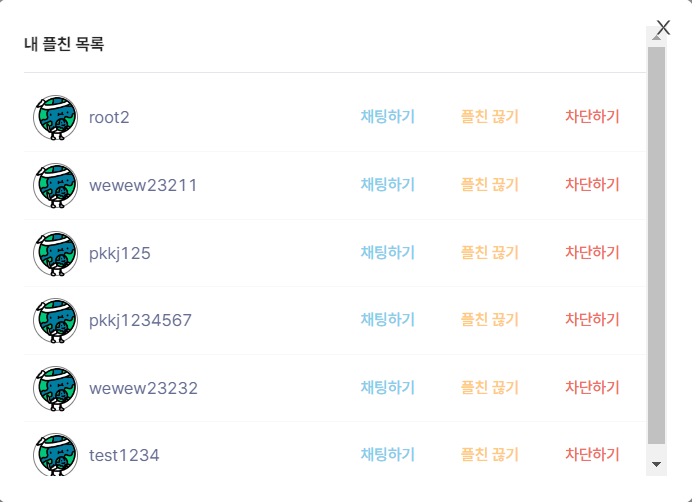 X
내 플친 목록
root2 채팅하기 플친 끊기 차단하기
wewew23211 채팅하기 플친 끊기 차단하기
pkkj125 채팅하기 플친 끊기 차단하기
pkkj1234567 채팅하기 플친 끊기 차단하기
wewew23232 채팅하기 플친 끊기 차단하기
test1234 채팅하기 플친 끊기 차단하기